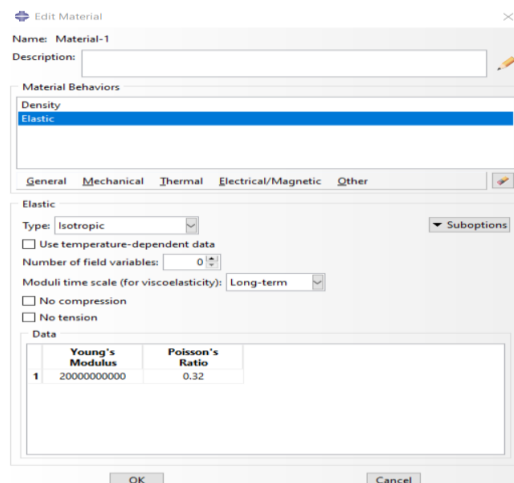 Edit Material
Name: Material-1
Description:
Material Behaviors
Density
Elastic
General Mechanical Thermal Electrical/Magnetic Other
Elastic
Type: Isotropic
Suboptions
Use temperature-dependent data
Number of field variables: 0
Moduli time scale (for viscoelasticity): Long-term
No compression
No tension
Data
Young's Modulus Poisson's Ratio
1 20000000000 0.32
OK Cancel